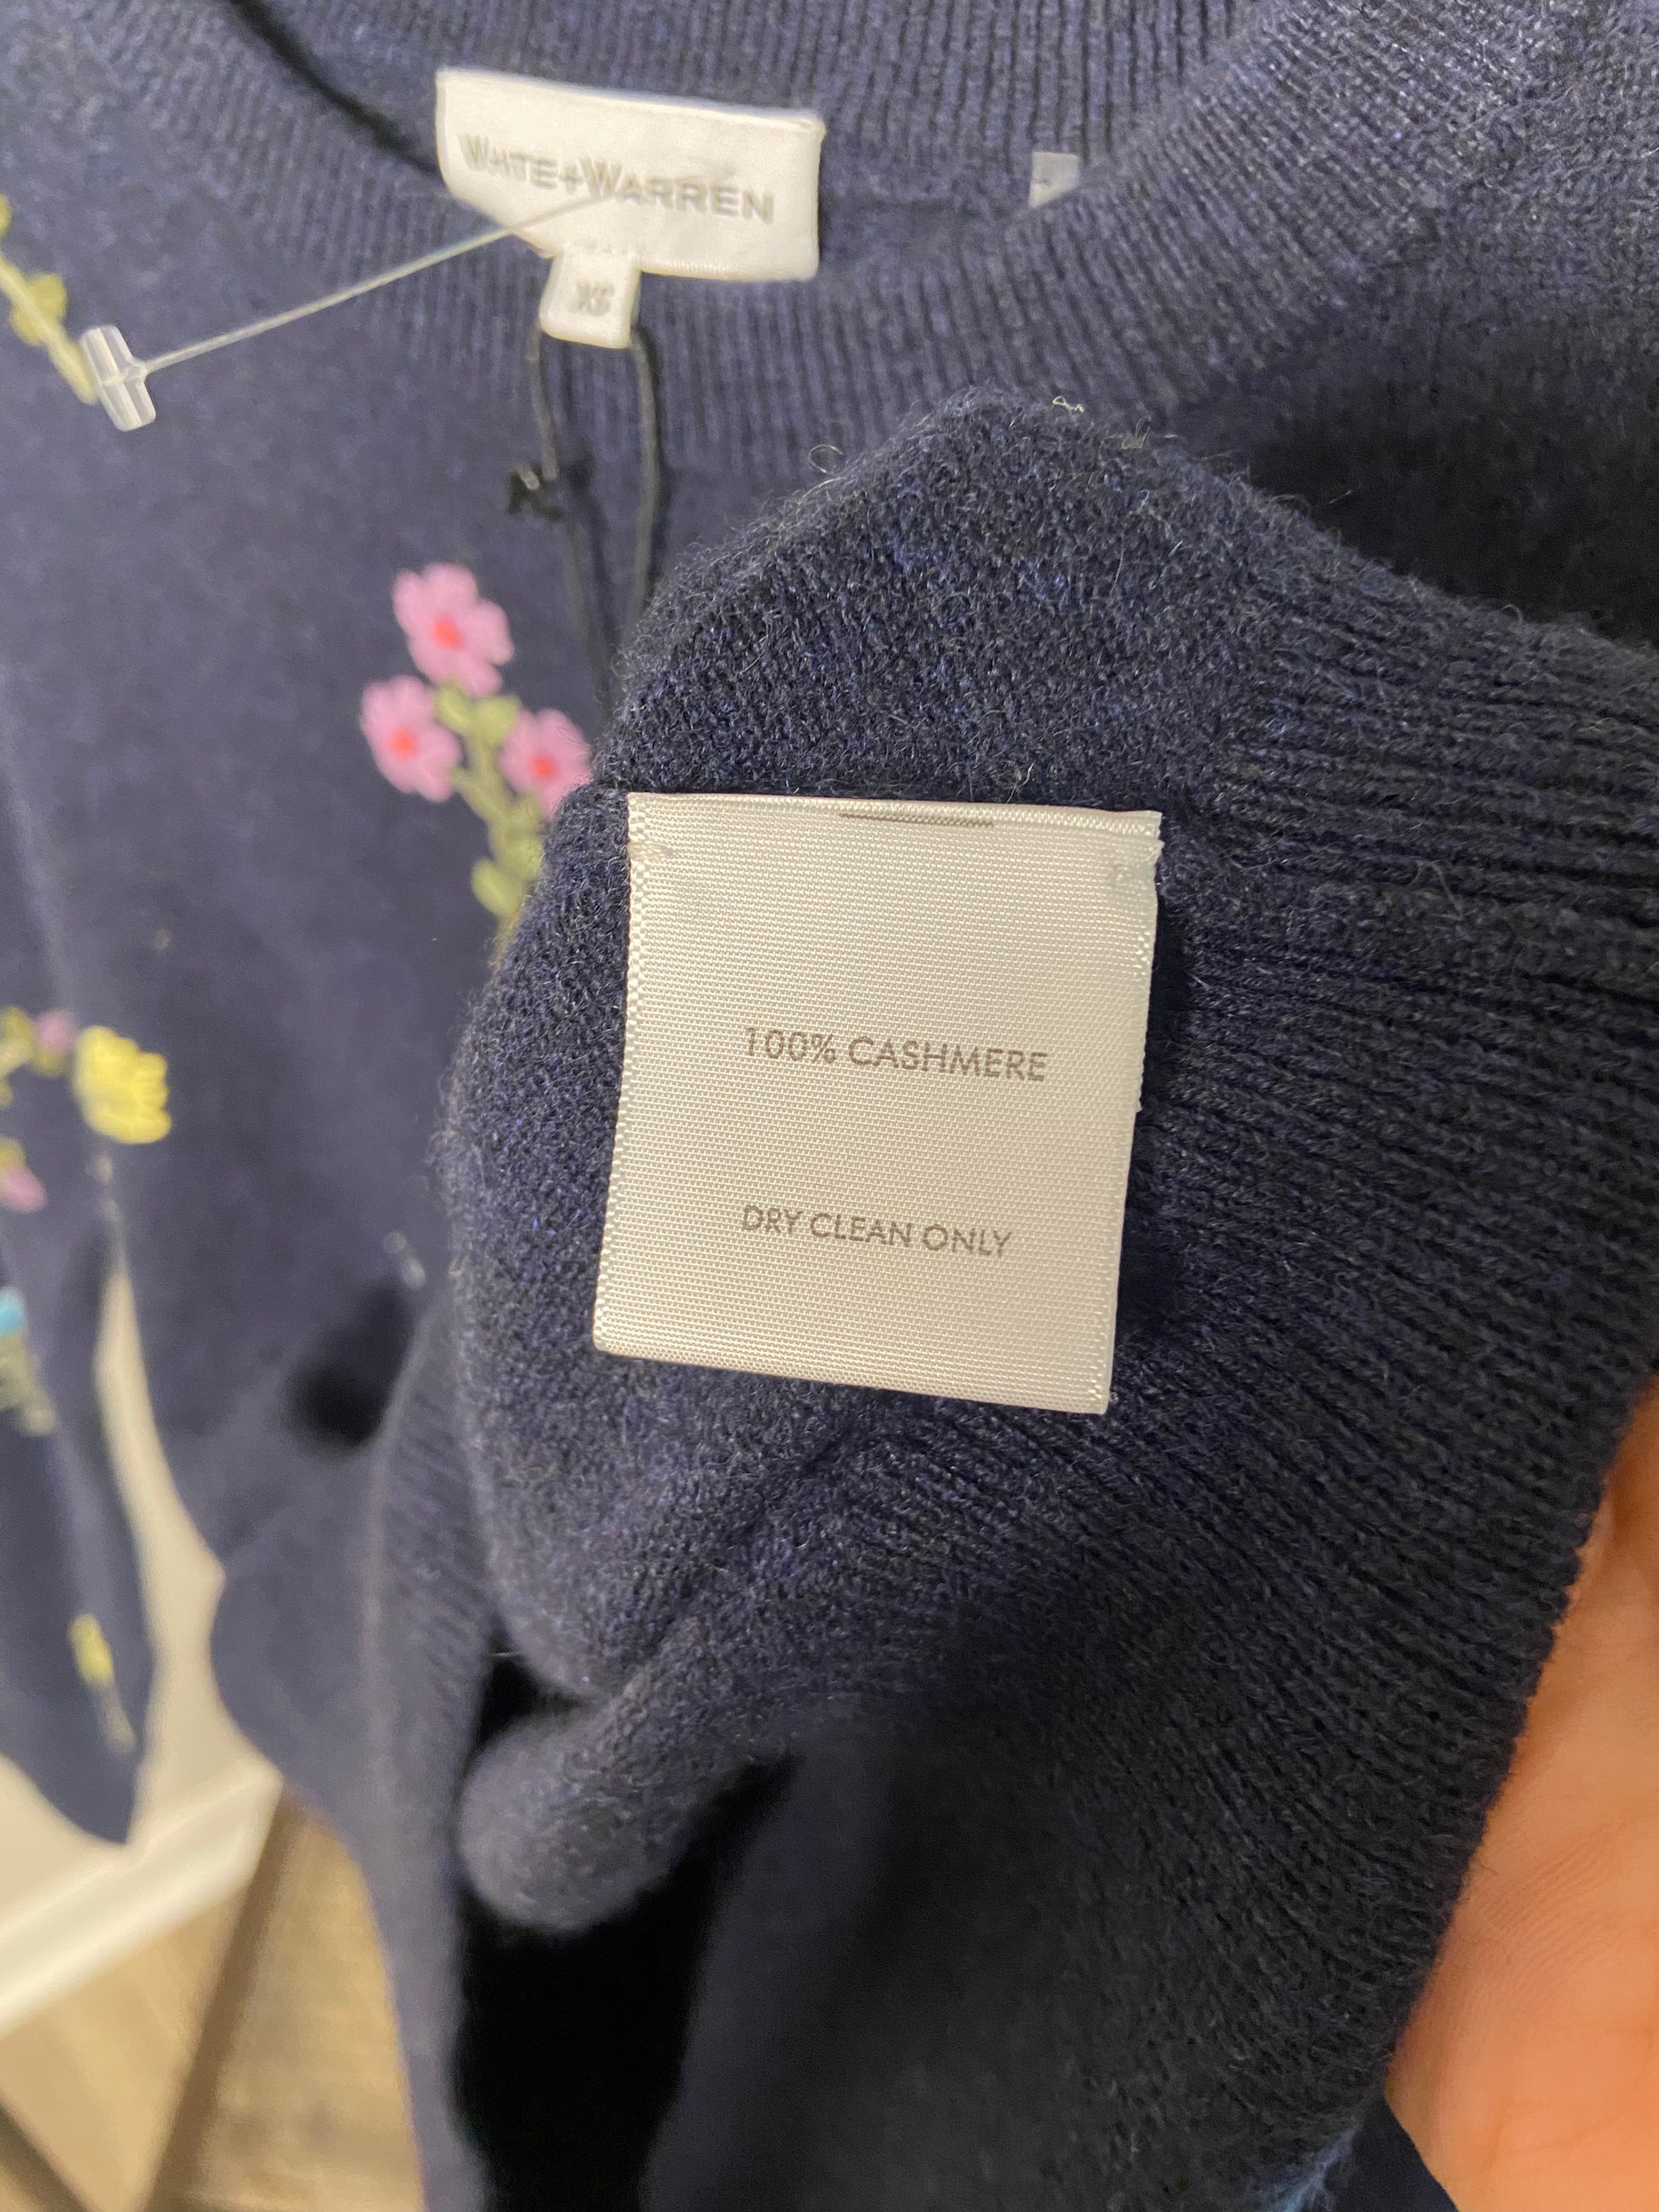 WHITE+WARREN
XS
100% CASHMERE
DRY CLEAN ONLY